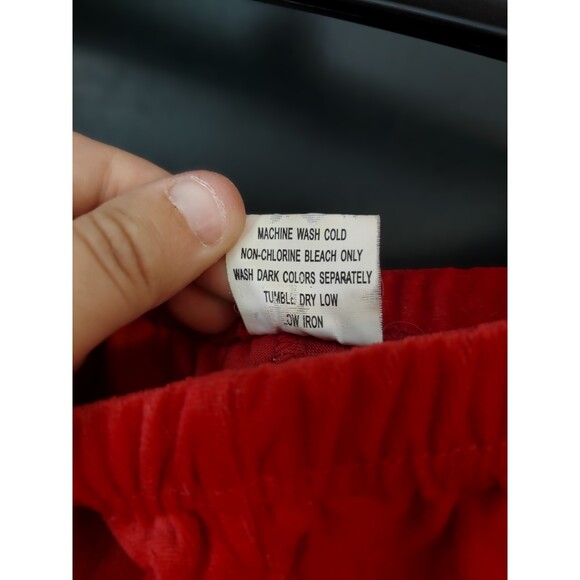 MACHINE WASH COLD
NON-CHLORINE BLEACH ONLY
WASH DARK COLORS SEPARATELY
TUMBLE DRY LOW
LOW IRON